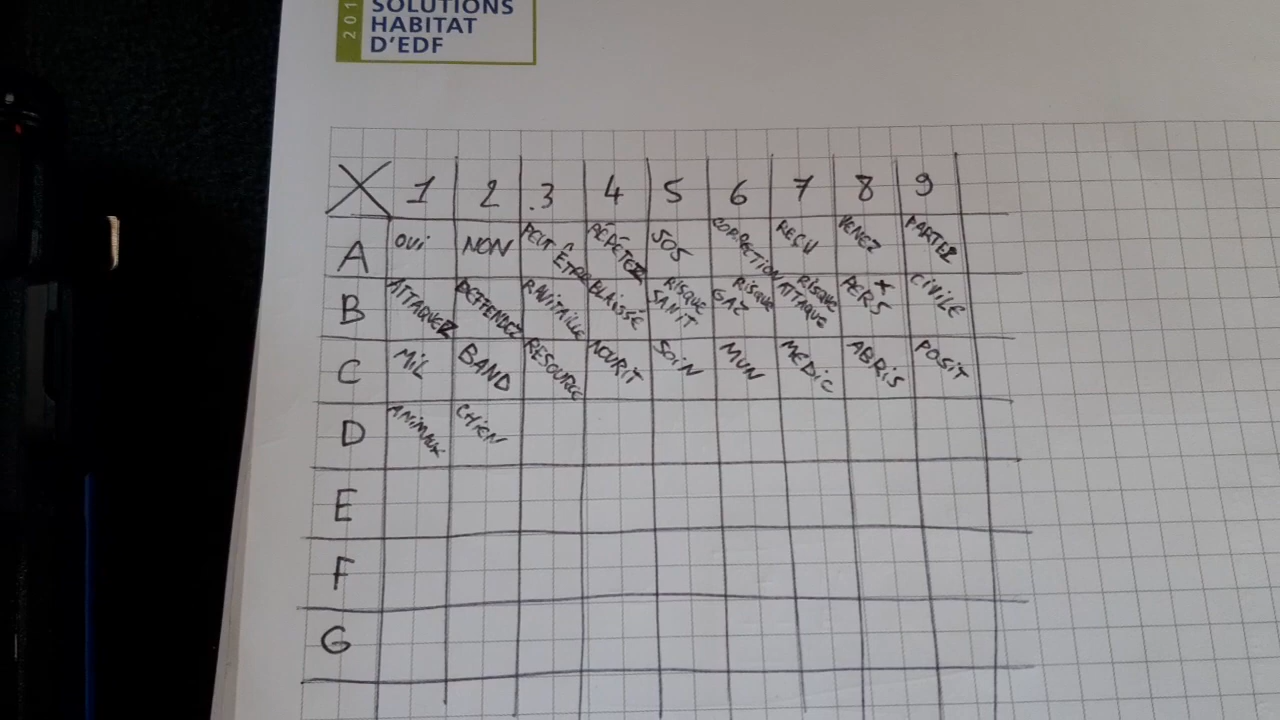 201
SOLUTIONS
HABITAT
D'EDF
X 1 2 .3 4 5 6 7 8 9
A OUI NON PEUT ÊTRE RÉPÉTEZ SOS CORRECTION REÇU VENEZ PARTEZ
B ATTAQUEZ DEFENDEZ RAVITAILLE BLAISSÉ RISQUE SANIT RISQUE GAZ RISQUE ATTAQUE + PERS CIVILE
C MIL BAND RESOURCE NOURIT SOIN MUN MEDIC ABRIS POSIT
D ANIMAUX CHIEN
E
F
G